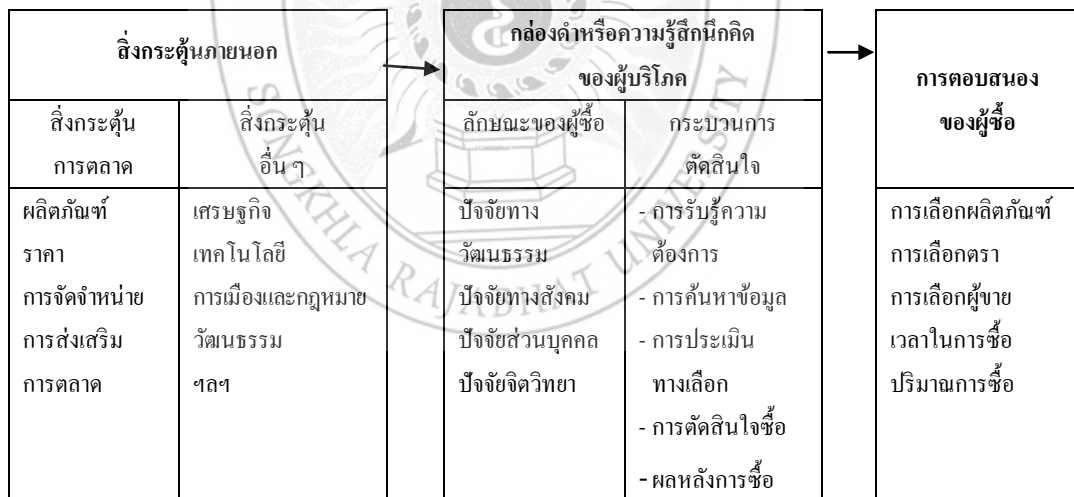 สิ่งกระตุ้นภายนอก
สิ่งกระตุ้น
การตลาด
สิ่งกระตุ้น
อื่น ๆ
ผลิตภัณฑ์
ราคา
การจัดจำหน่าย
การส่งเสริม
การตลาด
เศรษฐกิจ
เทคโนโลยี
การเมืองและกฎหมาย
วัฒนธรรม
ฯลฯ
กล่องดำหรือความรู้สึกนึกคิด
ของผู้บริโภค
ลักษณะของผู้ซื้อ
กระบวนการ
ตัดสินใจ
ปัจจัยทาง
วัฒนธรรม
ปัจจัยทางสังคม
ปัจจัยส่วนบุคคล
ปัจจัยจิตวิทยา
- การรับรู้ความ
ต้องการ
- การค้นหาข้อมูล
- การประเมิน
ทางเลือก
- การตัดสินใจซื้อ
- ผลหลังการซื้อ
การตอบสนอง
ของผู้ซื้อ
การเลือกผลิตภัณฑ์
การเลือกตรา
การเลือกผู้ขาย
เวลาในการซื้อ
ปริมาณการซื้อ
SONGKHLA RAJABHAT UNIVERSITY